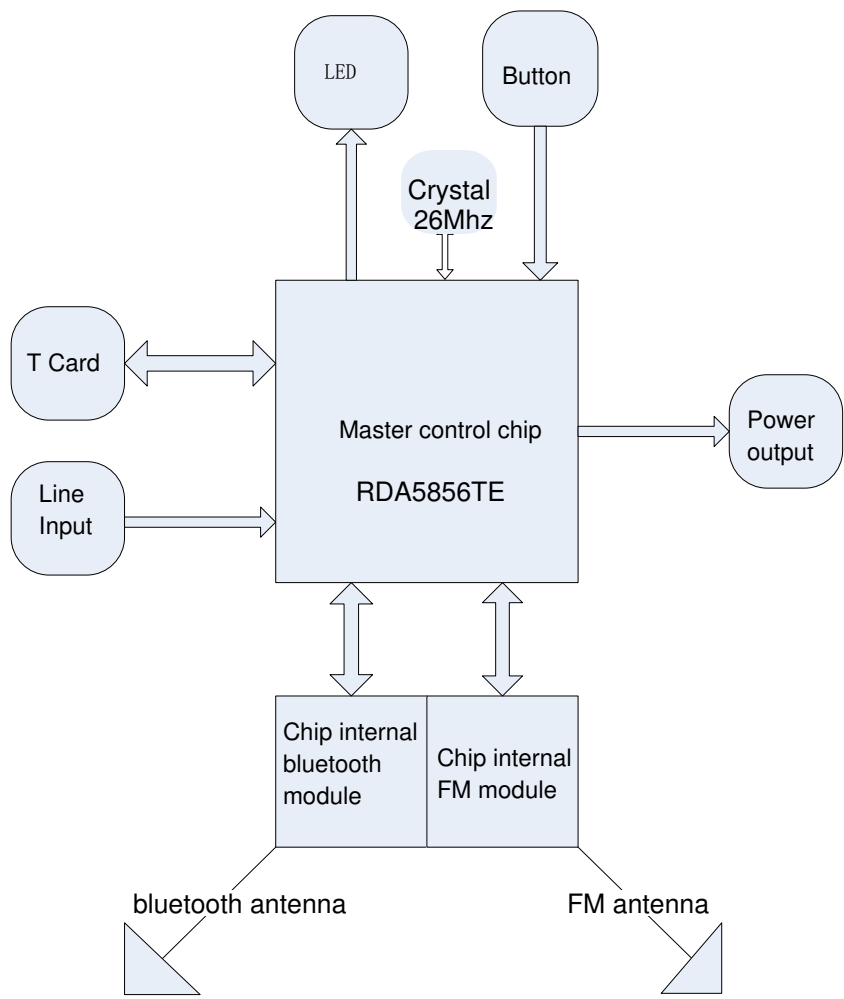 LED
Button
Crystal
26Mhz
T Card
Master control chip
RDA5856TE
Power
output
Line
Input
Chip internal
bluetooth
module
Chip internal
FM module
bluetooth antenna
FM antenna